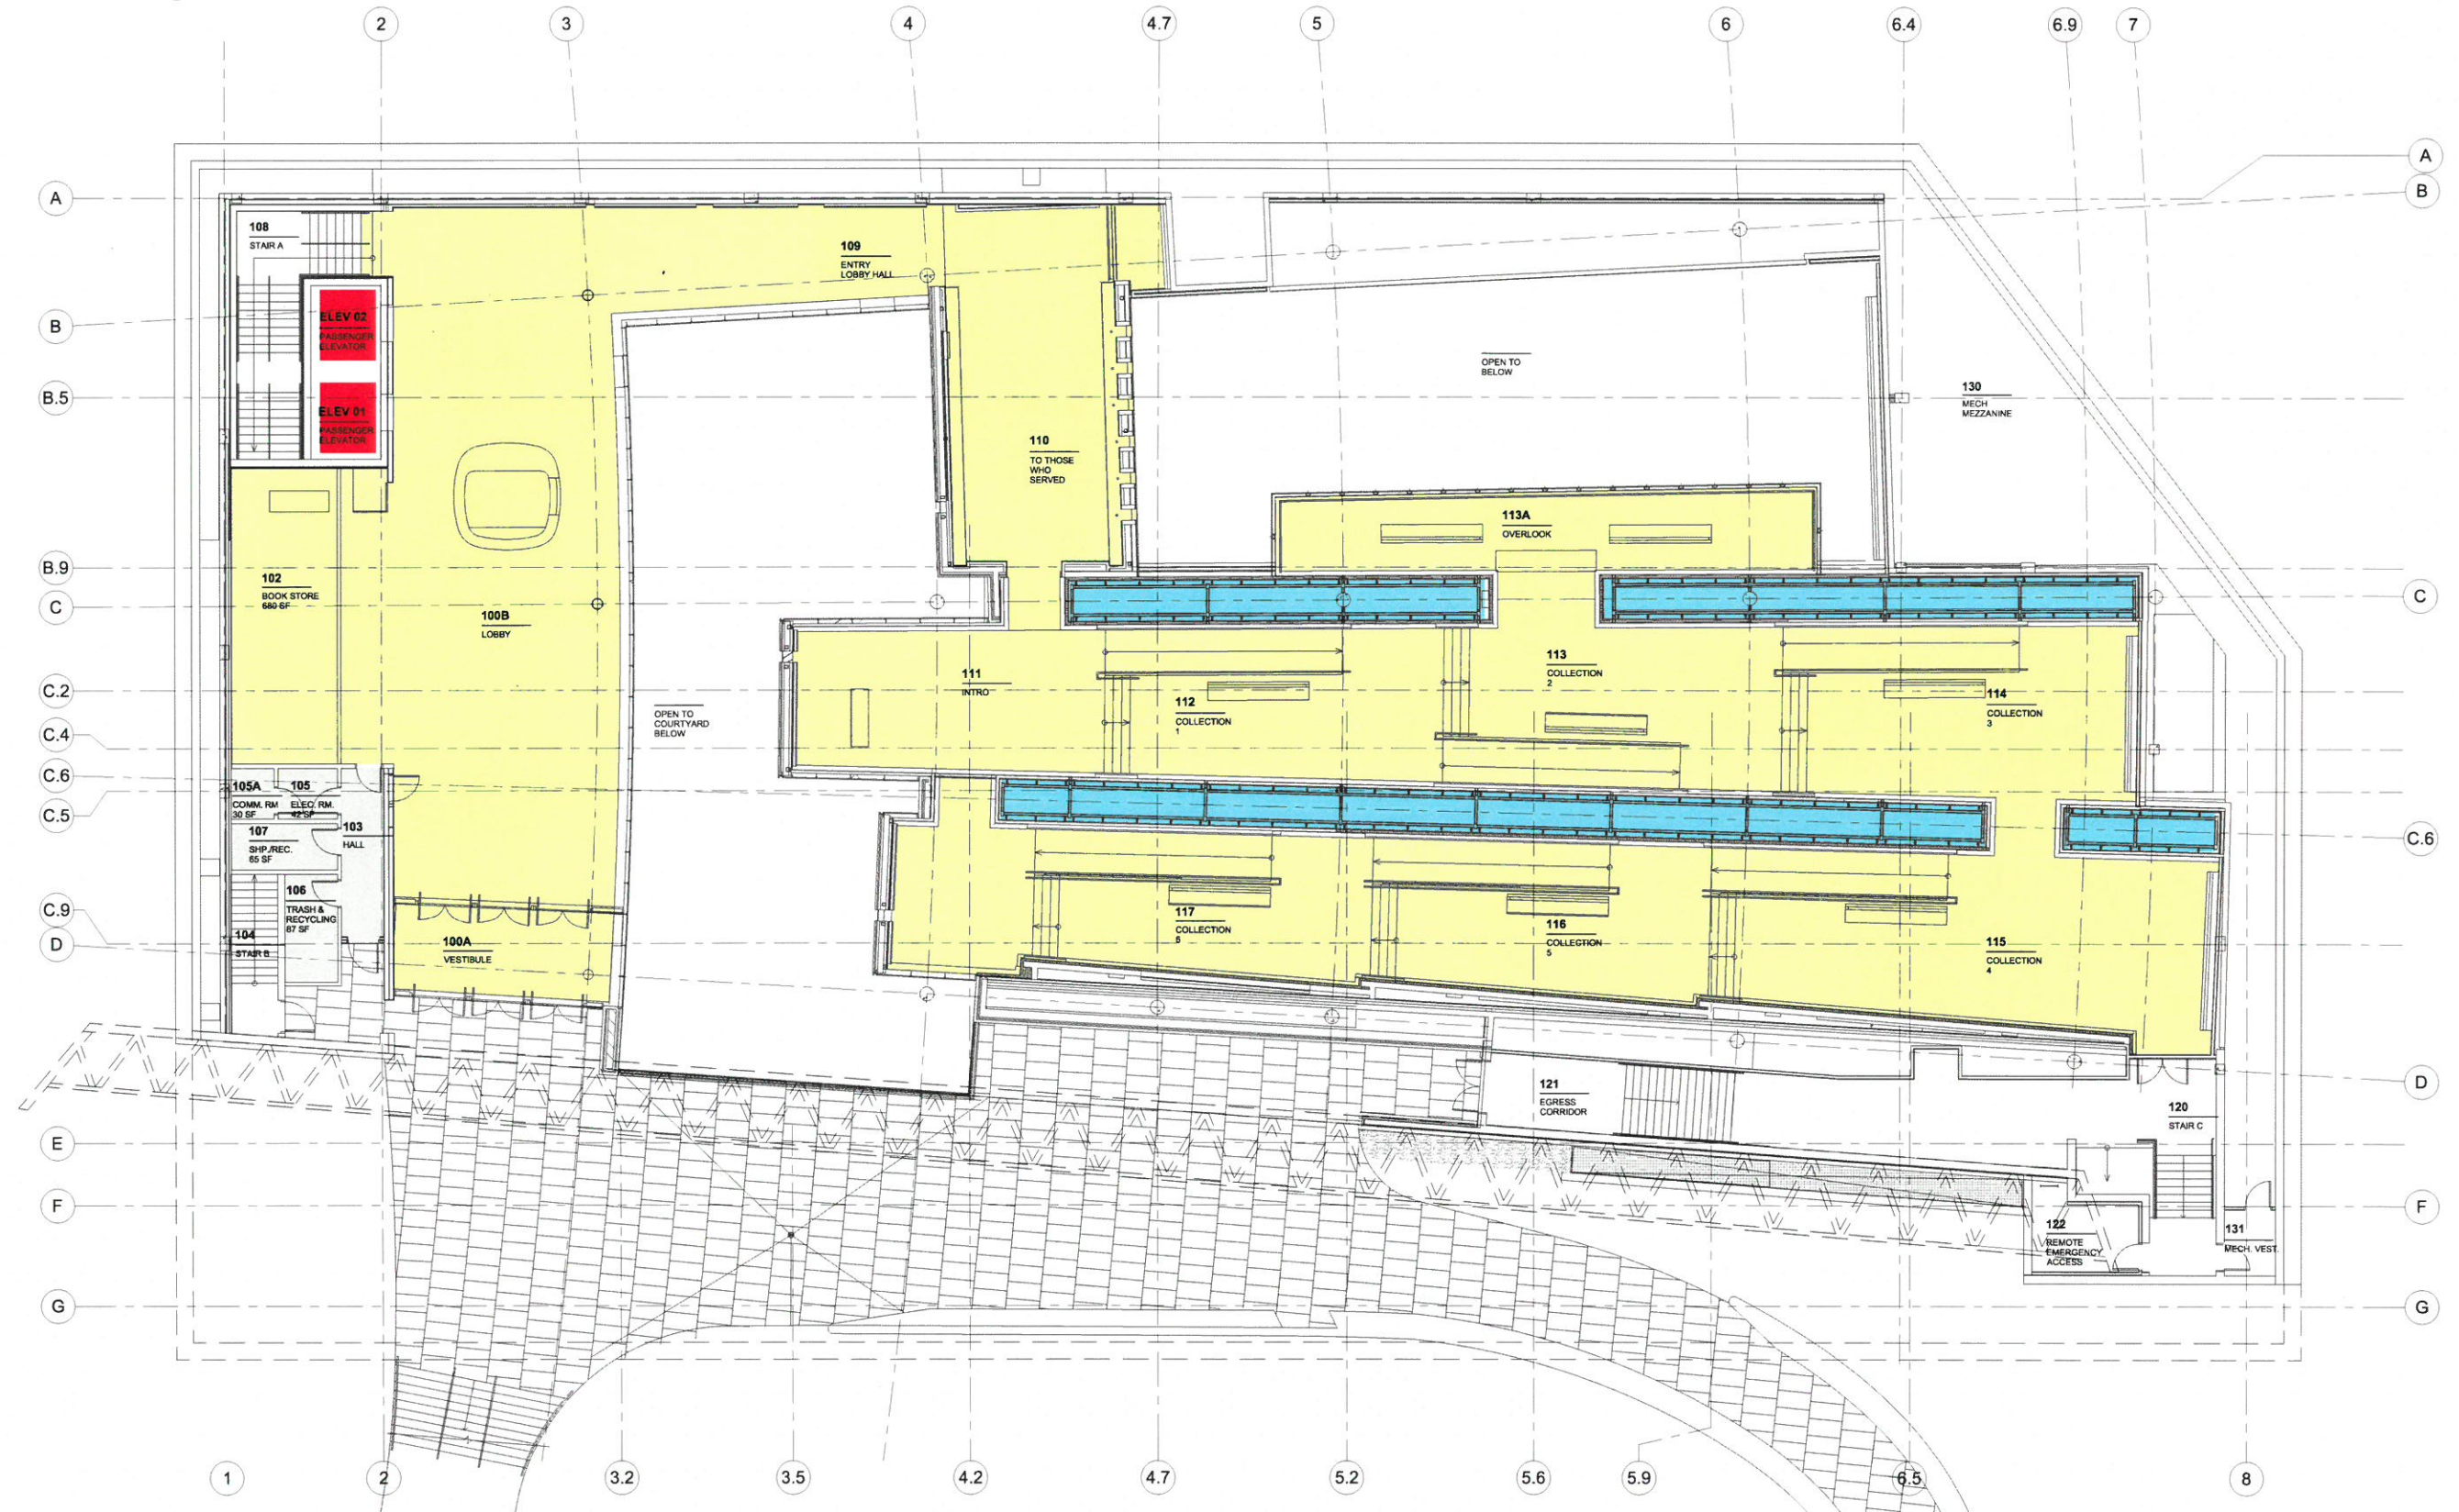 2
3
4
4.7
5
6
6.4
6.9
7
A
A
B
108
STAIR A
109
ENTRY
LOBBY HALL
ELEV 02
PASSENGER
ELEVATOR
B
OPEN TO
BELOW
130
MECH
MEZZANINE
B.5
ELEV 01
PASSENGER
ELEVATOR
110
TO THOSE
WHO
SERVED
113A
OVERLOOK
B.9
102
BOOK STORE
680 SF
C
C
100B
LOBBY
111
INTRO
113
COLLECTION
2
C.2
112
COLLECTION
1
114
COLLECTION
3
OPEN TO
COURTYARD
BELOW
C.4
C.6
C.5
105A
COMM. RM
30 SF
105
ELEC. RM.
42 SF
107
SHP./REC.
65 SF
103
HALL
C.6
106
TRASH &
RECYCLING
87 SF
C.9
D
104
STAIR B
100A
VESTIBULE
117
COLLECTION
6
116
COLLECTION
5
115
COLLECTION
4
D
121
EGRESS
CORRIDOR
120
STAIR C
E
F
F
122
REMOTE
EMERGENCY
ACCESS
131
MECH. VEST.
G
G
1
2
3.2
3.5
4.2
4.7
5.2
5.6
5.9
6.5
8